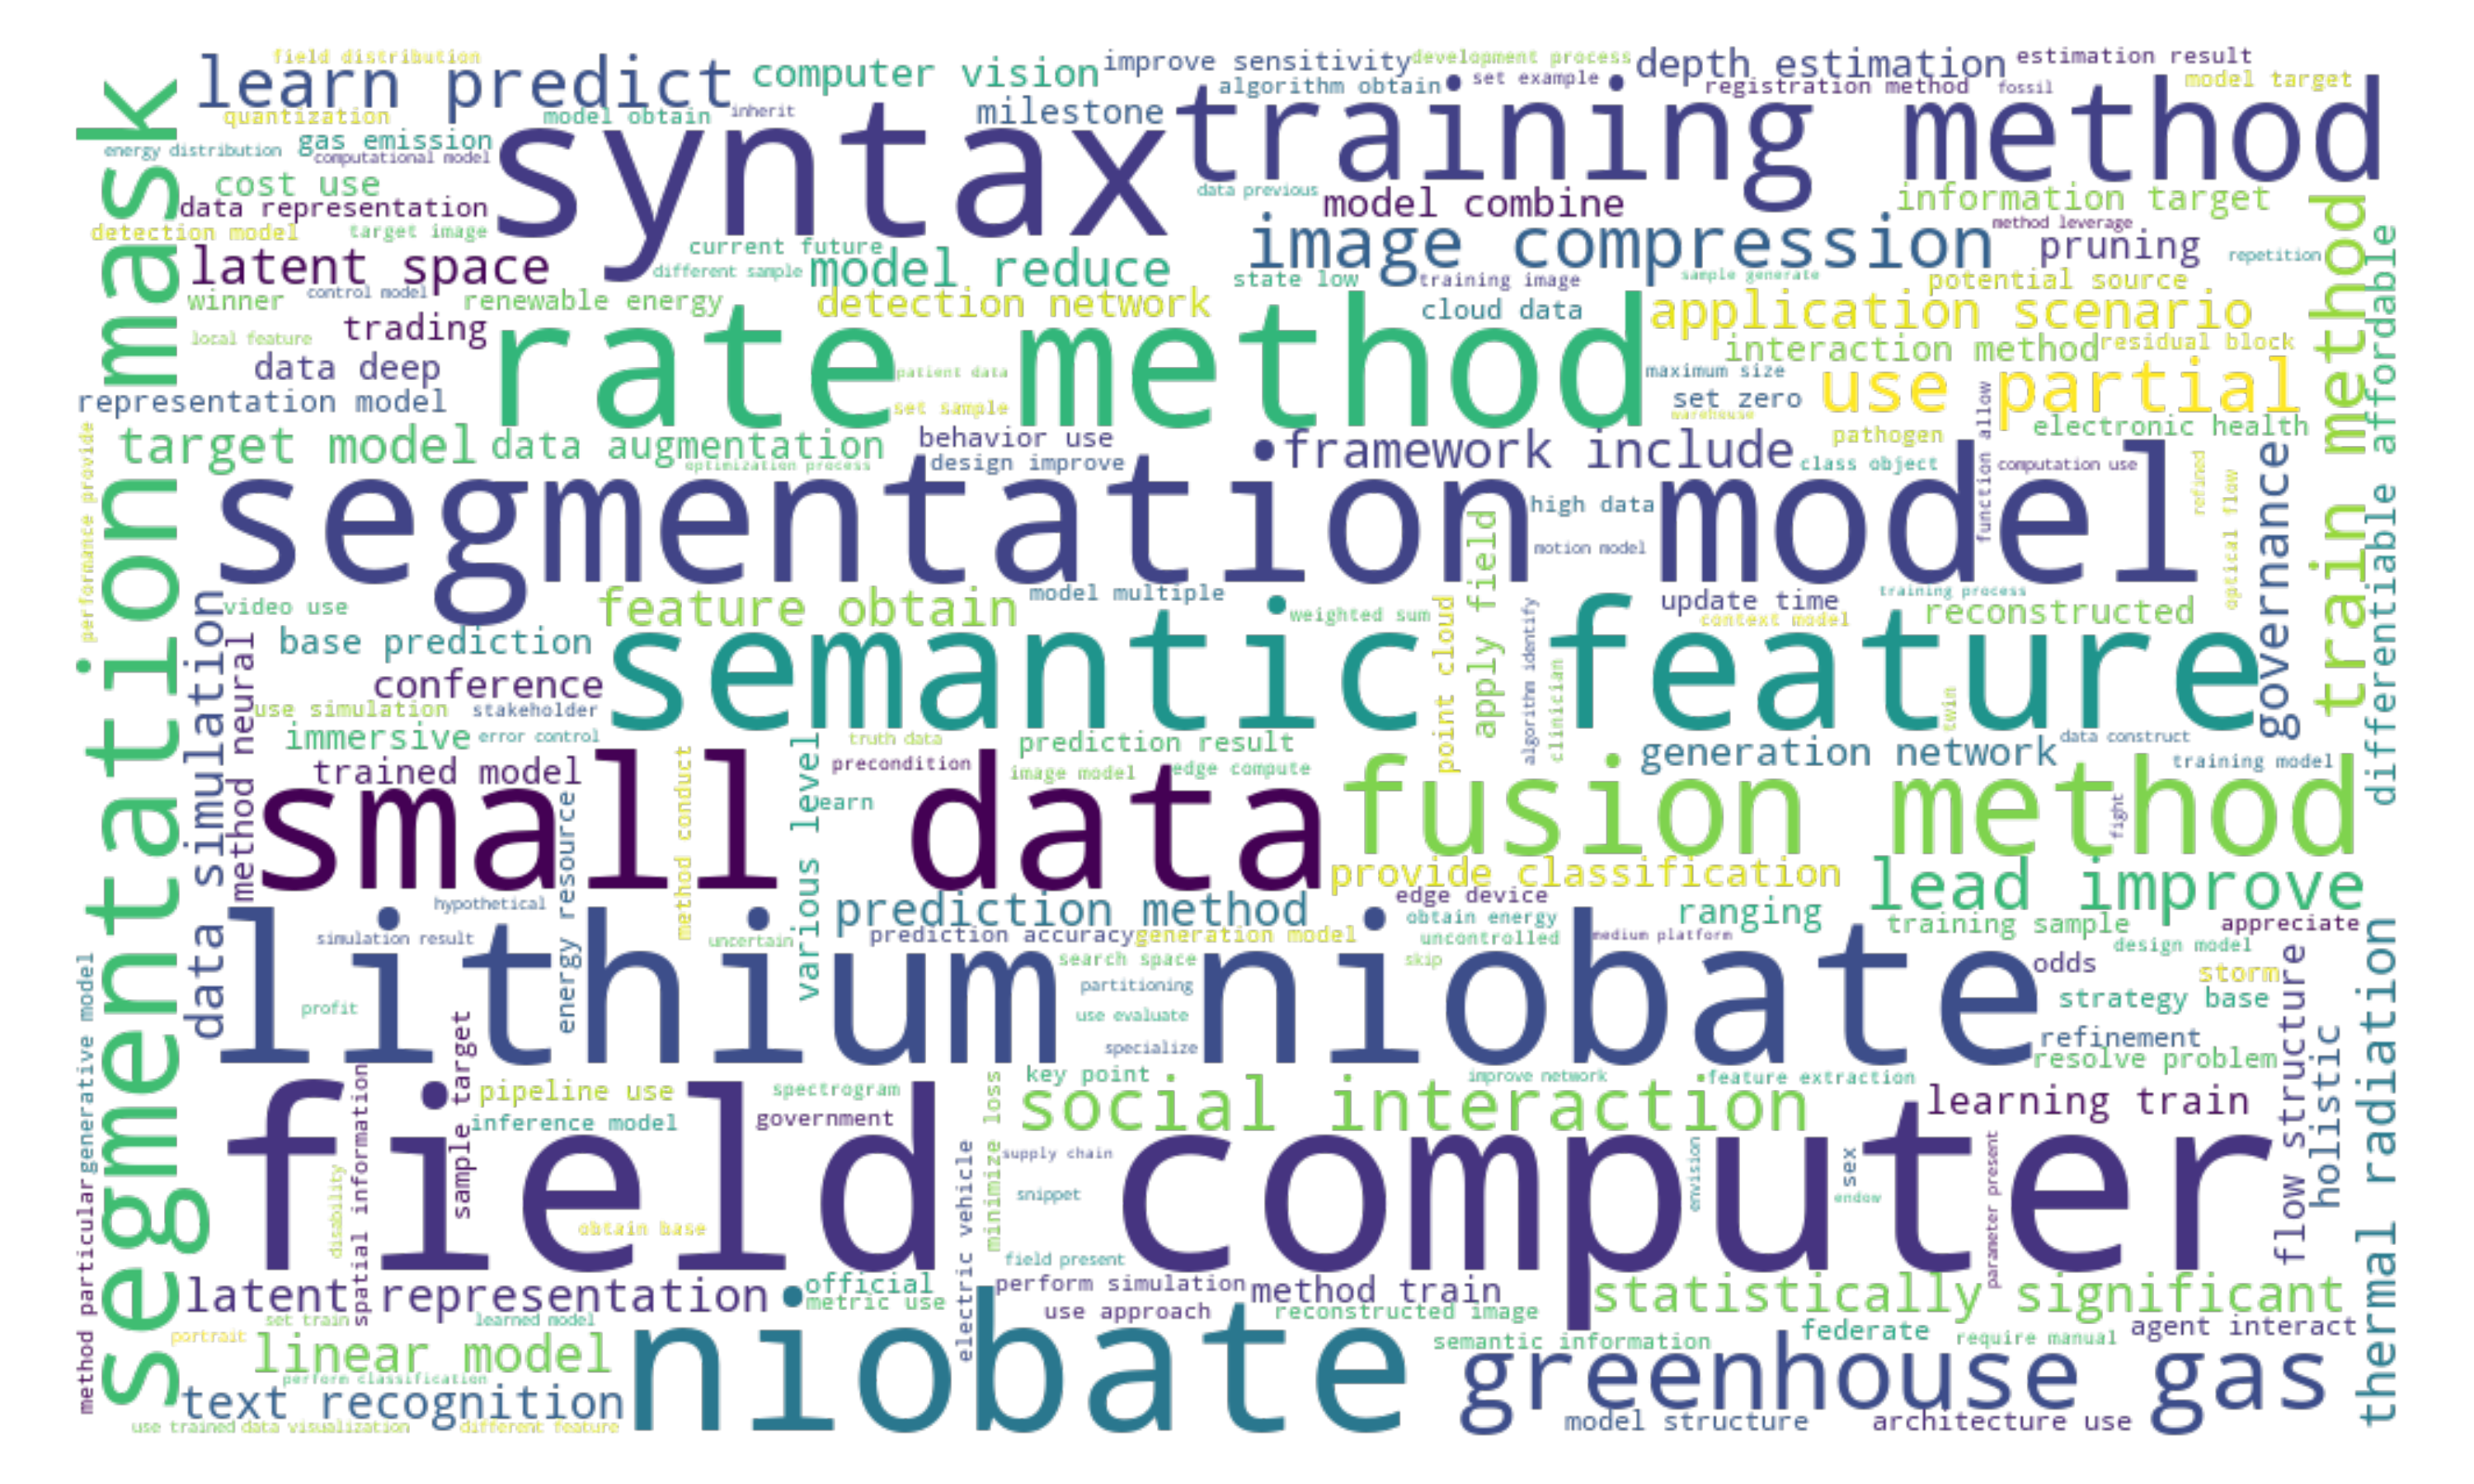 field distribution
learn predict
computer vision
improve sensitivity
development process
depth estimation
estimation result
algorithm obtain
set example
registration method
fossil
model target
quantization
model obtain
inherit
milestone
training method
energy distribution
gas emission
computational model
syntax
cost use
data representation
data previous
model combine
information target
detection model
target image
current future
image compression
method leverage
pruning
repetition
latent space
different sample
model reduce
state low
training image
sample generate
potential source
winner
control model
renewable energy
detection network
cloud data
application scenario
local feature
trading
rate method
interaction method
residual block
data deep
patient data
maximum size
use partial
representation model
set sample
set zero
warehouse
target model
data augmentation
behavior use
framework include
pathogen
electronic health
optimization process
design improve
class object
computation use
segmentation model
high data
motion model
function allow
refined
optical flow
governance
train method
differentiable
affordable
segmentation mask
performance provide
video use
feature obtain
model multiple
weighted sum
update time
training process
context model
reconstructed
base prediction
semantic feature
point cloud
apply field
algorithm identify
clinician
twin
conference
use simulation
stakeholder
data simulation
method neural
immersive
error control
truth data
prediction result
generation network
data construct
trained model
precondition
image model
edge compute
training model
small data
learn
fusion method
fight
method conduct
various level
energy resource
provide classification
lead improve
hypothetical
prediction method
edge device
obtain energy
ranging
training sample
appreciate
simulation result
uncertain
prediction accuracy
generation model
uncontrolled
medium platform
design model
lithium niobate
search space
skip
odds
storm
profit
partitioning
strategy base
use evaluate
specialize
refinement
resolve problem
flow structure
holistic
thermal radiation
generative model
method particular
spatial information
sample target
pipeline use
spectrogram
key point
improve network
feature extraction
inference model
government
social interaction
learning train
field computer
minimize loss
electric vehicle
supply chain
snippet
envision
sex
endow
parameter present
disability
obtain base
field present
latent representation
official
metric use
perform simulation
method train
statistically significant
use approach
reconstructed image
set train
learned model
portrait
linear model
niobate
semantic information
federate
require manual
agent interact
perform classification
greenhouse gas
text recognition
use trained
data visualization
different feature
model structure
architecture use